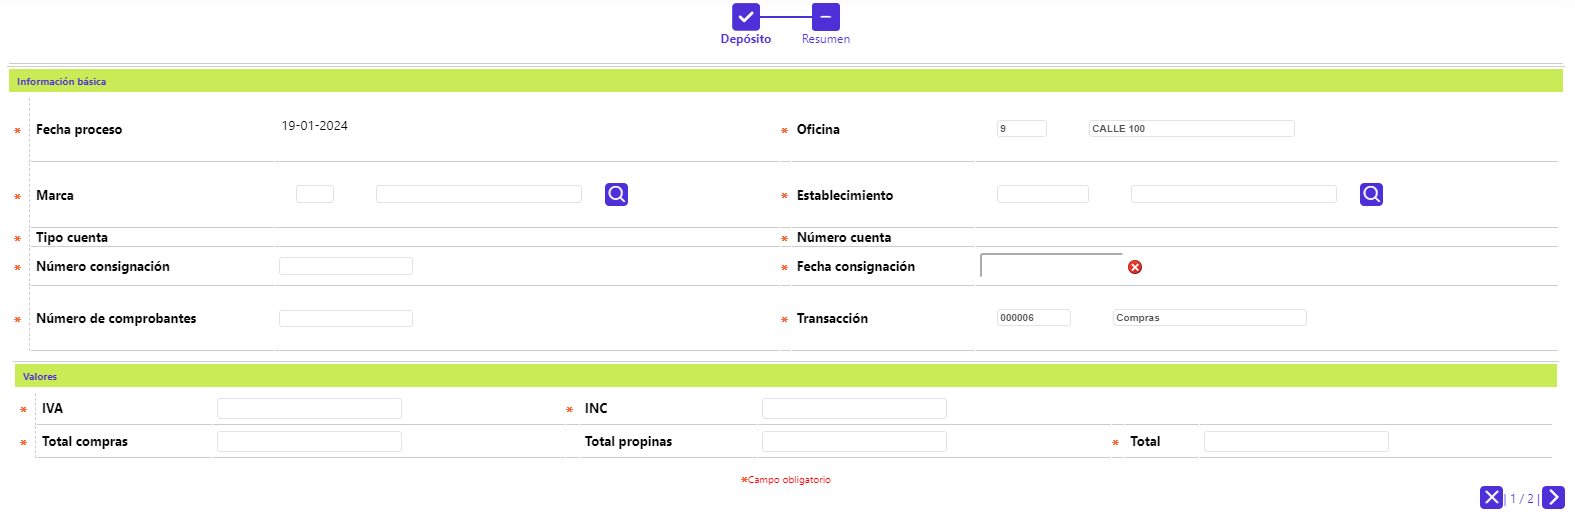 Depósito Resumen
Información básica
* Fecha proceso 19-01-2024 * Oficina 9 CALLE 100
* Marca * Establecimiento
* Tipo cuenta * Número cuenta
* Número consignación * Fecha consignación
* Número de comprobantes * Transacción 000006 Compras
Valores
* IVA * INC
* Total compras Total propinas * Total
*Campo obligatorio
| 1 / 2 |